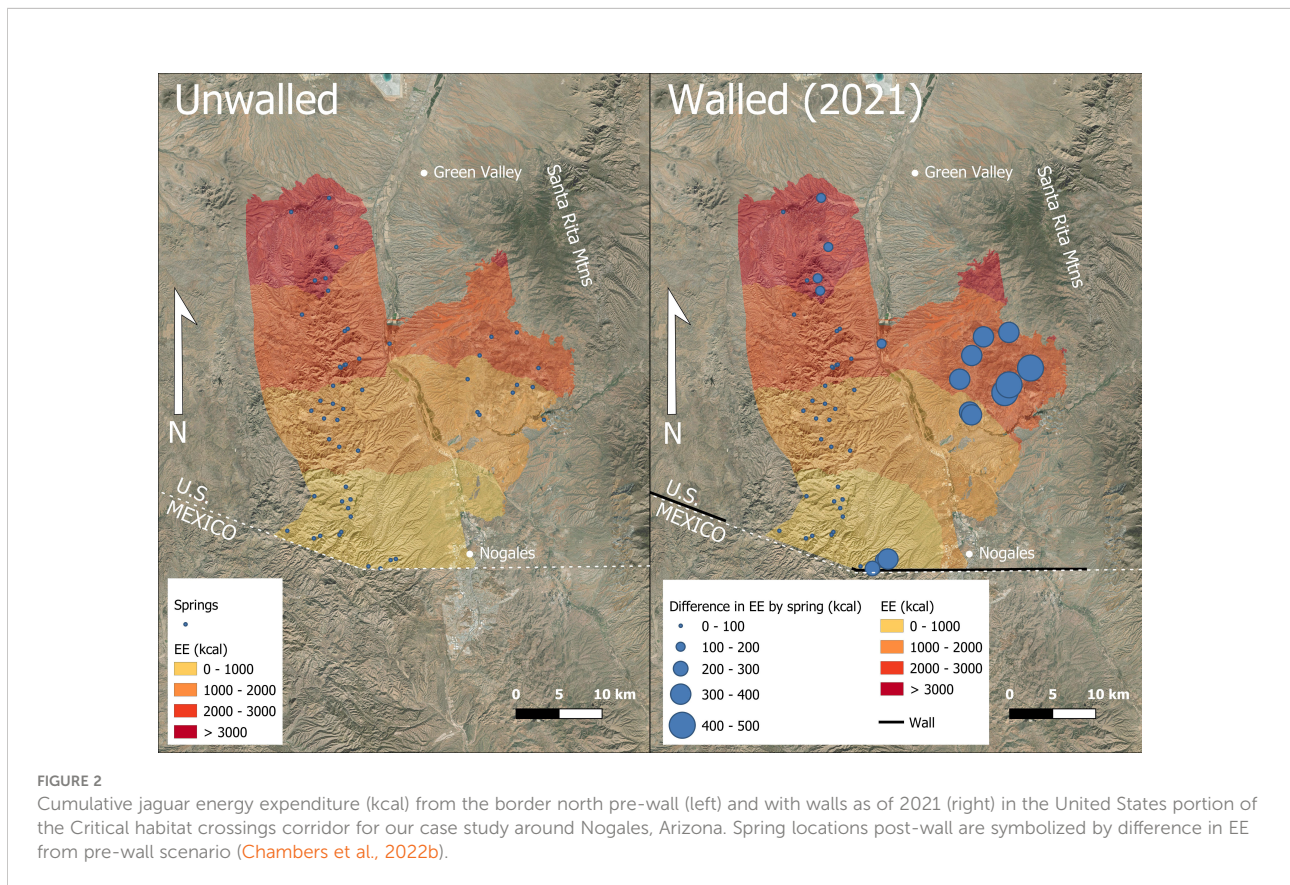 Unwalled
Green Valley
Santa Rita Mtns
N
U.S.
MEXICO
Nogales
Springs
EE (kcal)
0 - 1000
1000 - 2000
2000 - 3000
> 3000
0 5 10 km
Walled (2021)
Green Valley
Santa Rita Mtns
N
U.S.
MEXICO
Nogales
Difference in EE by spring (kcal)
0 - 100
100 - 200
200 - 300
300 - 400
400 - 500
EE (kcal)
0 - 1000
1000 - 2000
2000 - 3000
> 3000
Wall
0 5 10 km
FIGURE 2
Cumulative jaguar energy expenditure (kcal) from the border north pre-wall (left) and with walls as of 2021 (right) in the United States portion of
the Critical habitat crossings corridor for our case study around Nogales, Arizona. Spring locations post-wall are symbolized by difference in EE
from pre-wall scenario (Chambers et al., 2022b).